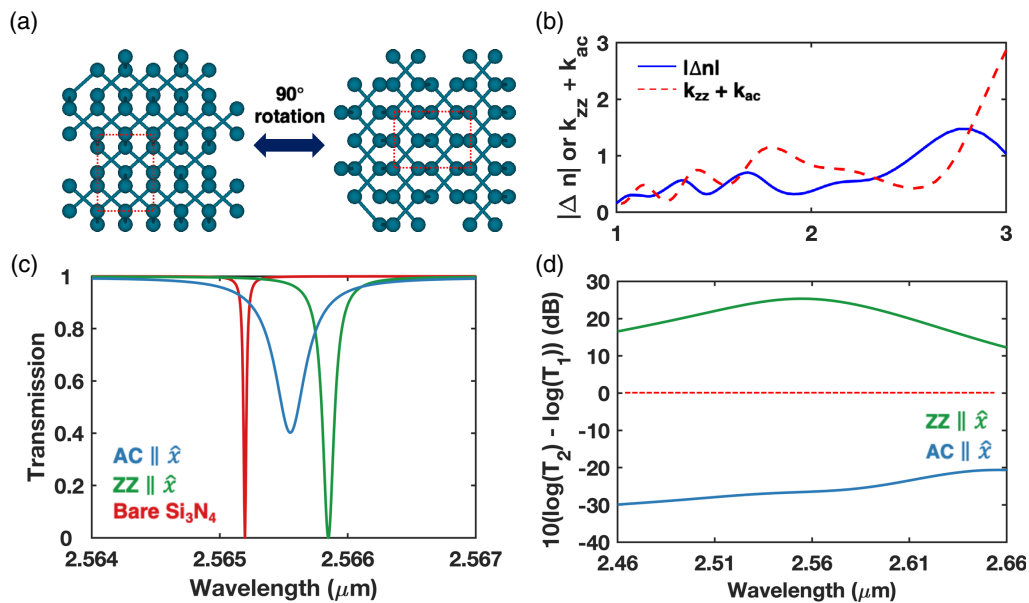 (a)
90°
rotation
(b)
|Δ n| or k_zz + k_ac
3
2
1
0
|Δn|
k_zz + k_ac
1
2
3
(c)
Transmission
1
0.8
0.6
0.4
0.2
0
AC ∥ x̂
ZZ ∥ x̂
Bare Si₃N₄
2.564
2.565
2.566
2.567
Wavelength (μm)
(d)
10(log(T₂) - log(T₁)) (dB)
30
20
10
0
-10
-20
-30
-40
ZZ ∥ x̂
AC ∥ x̂
2.46
2.51
2.56
2.61
2.66
Wavelength (μm)